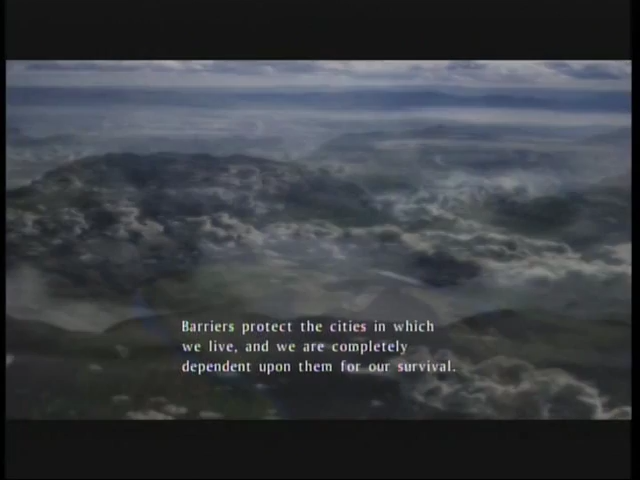 Barriers protect the cities in which
we live, and we are completely
dependent upon them for our survival.